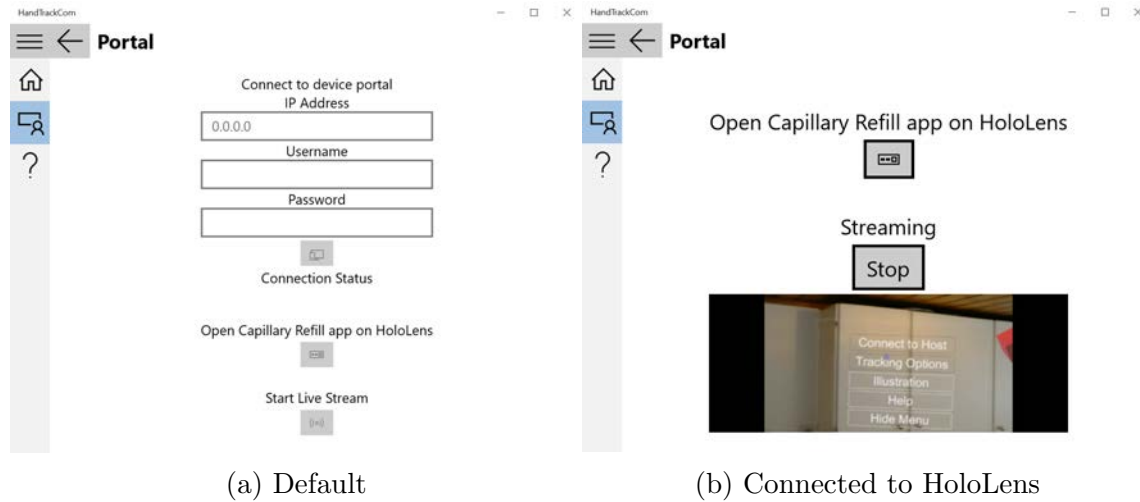 HandTrackCom
Portal
Connect to device portal
IP Address
0.0.0.0
Username
Password
Connection Status
Open Capillary Refill app on HoloLens
Start Live Stream
(a) Default
HandTrackCom
Portal
Open Capillary Refill app on HoloLens
Streaming
Stop
Connect to Host
Tracking Options
Illustration
Help
Hide Menu
(b) Connected to HoloLens